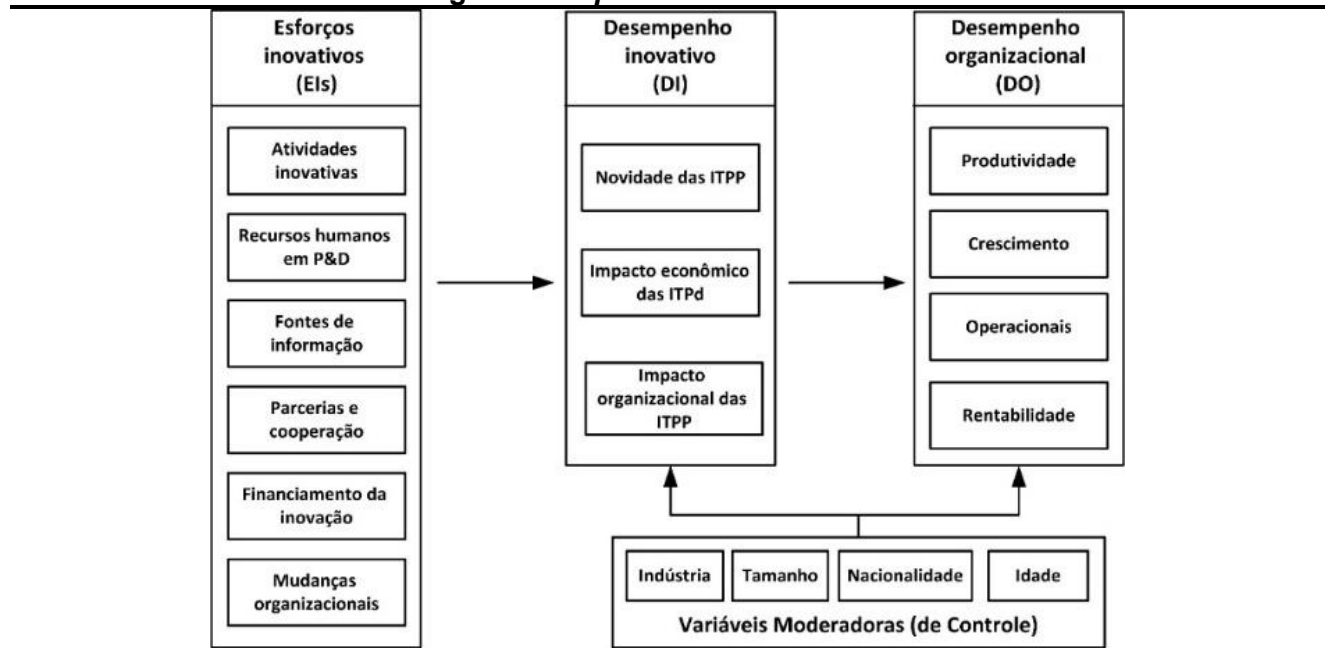 Esforços
inovativos
(EIs)
Atividades
inovativas
Recursos humanos
em P&D
Fontes de
informação
Parcerias e
cooperação
Financiamento da
inovação
Mudanças
organizacionais
Desempenho
inovativo
(DI)
Novidade das ITPP
Impacto econômico
das ITPd
Impacto
organizacional das
ITPP
Desempenho
organizacional
(DO)
Produtividade
Crescimento
Operacionais
Rentabilidade
Indústria
Tamanho
Nacionalidade
Idade
Variáveis Moderadoras (de Controle)